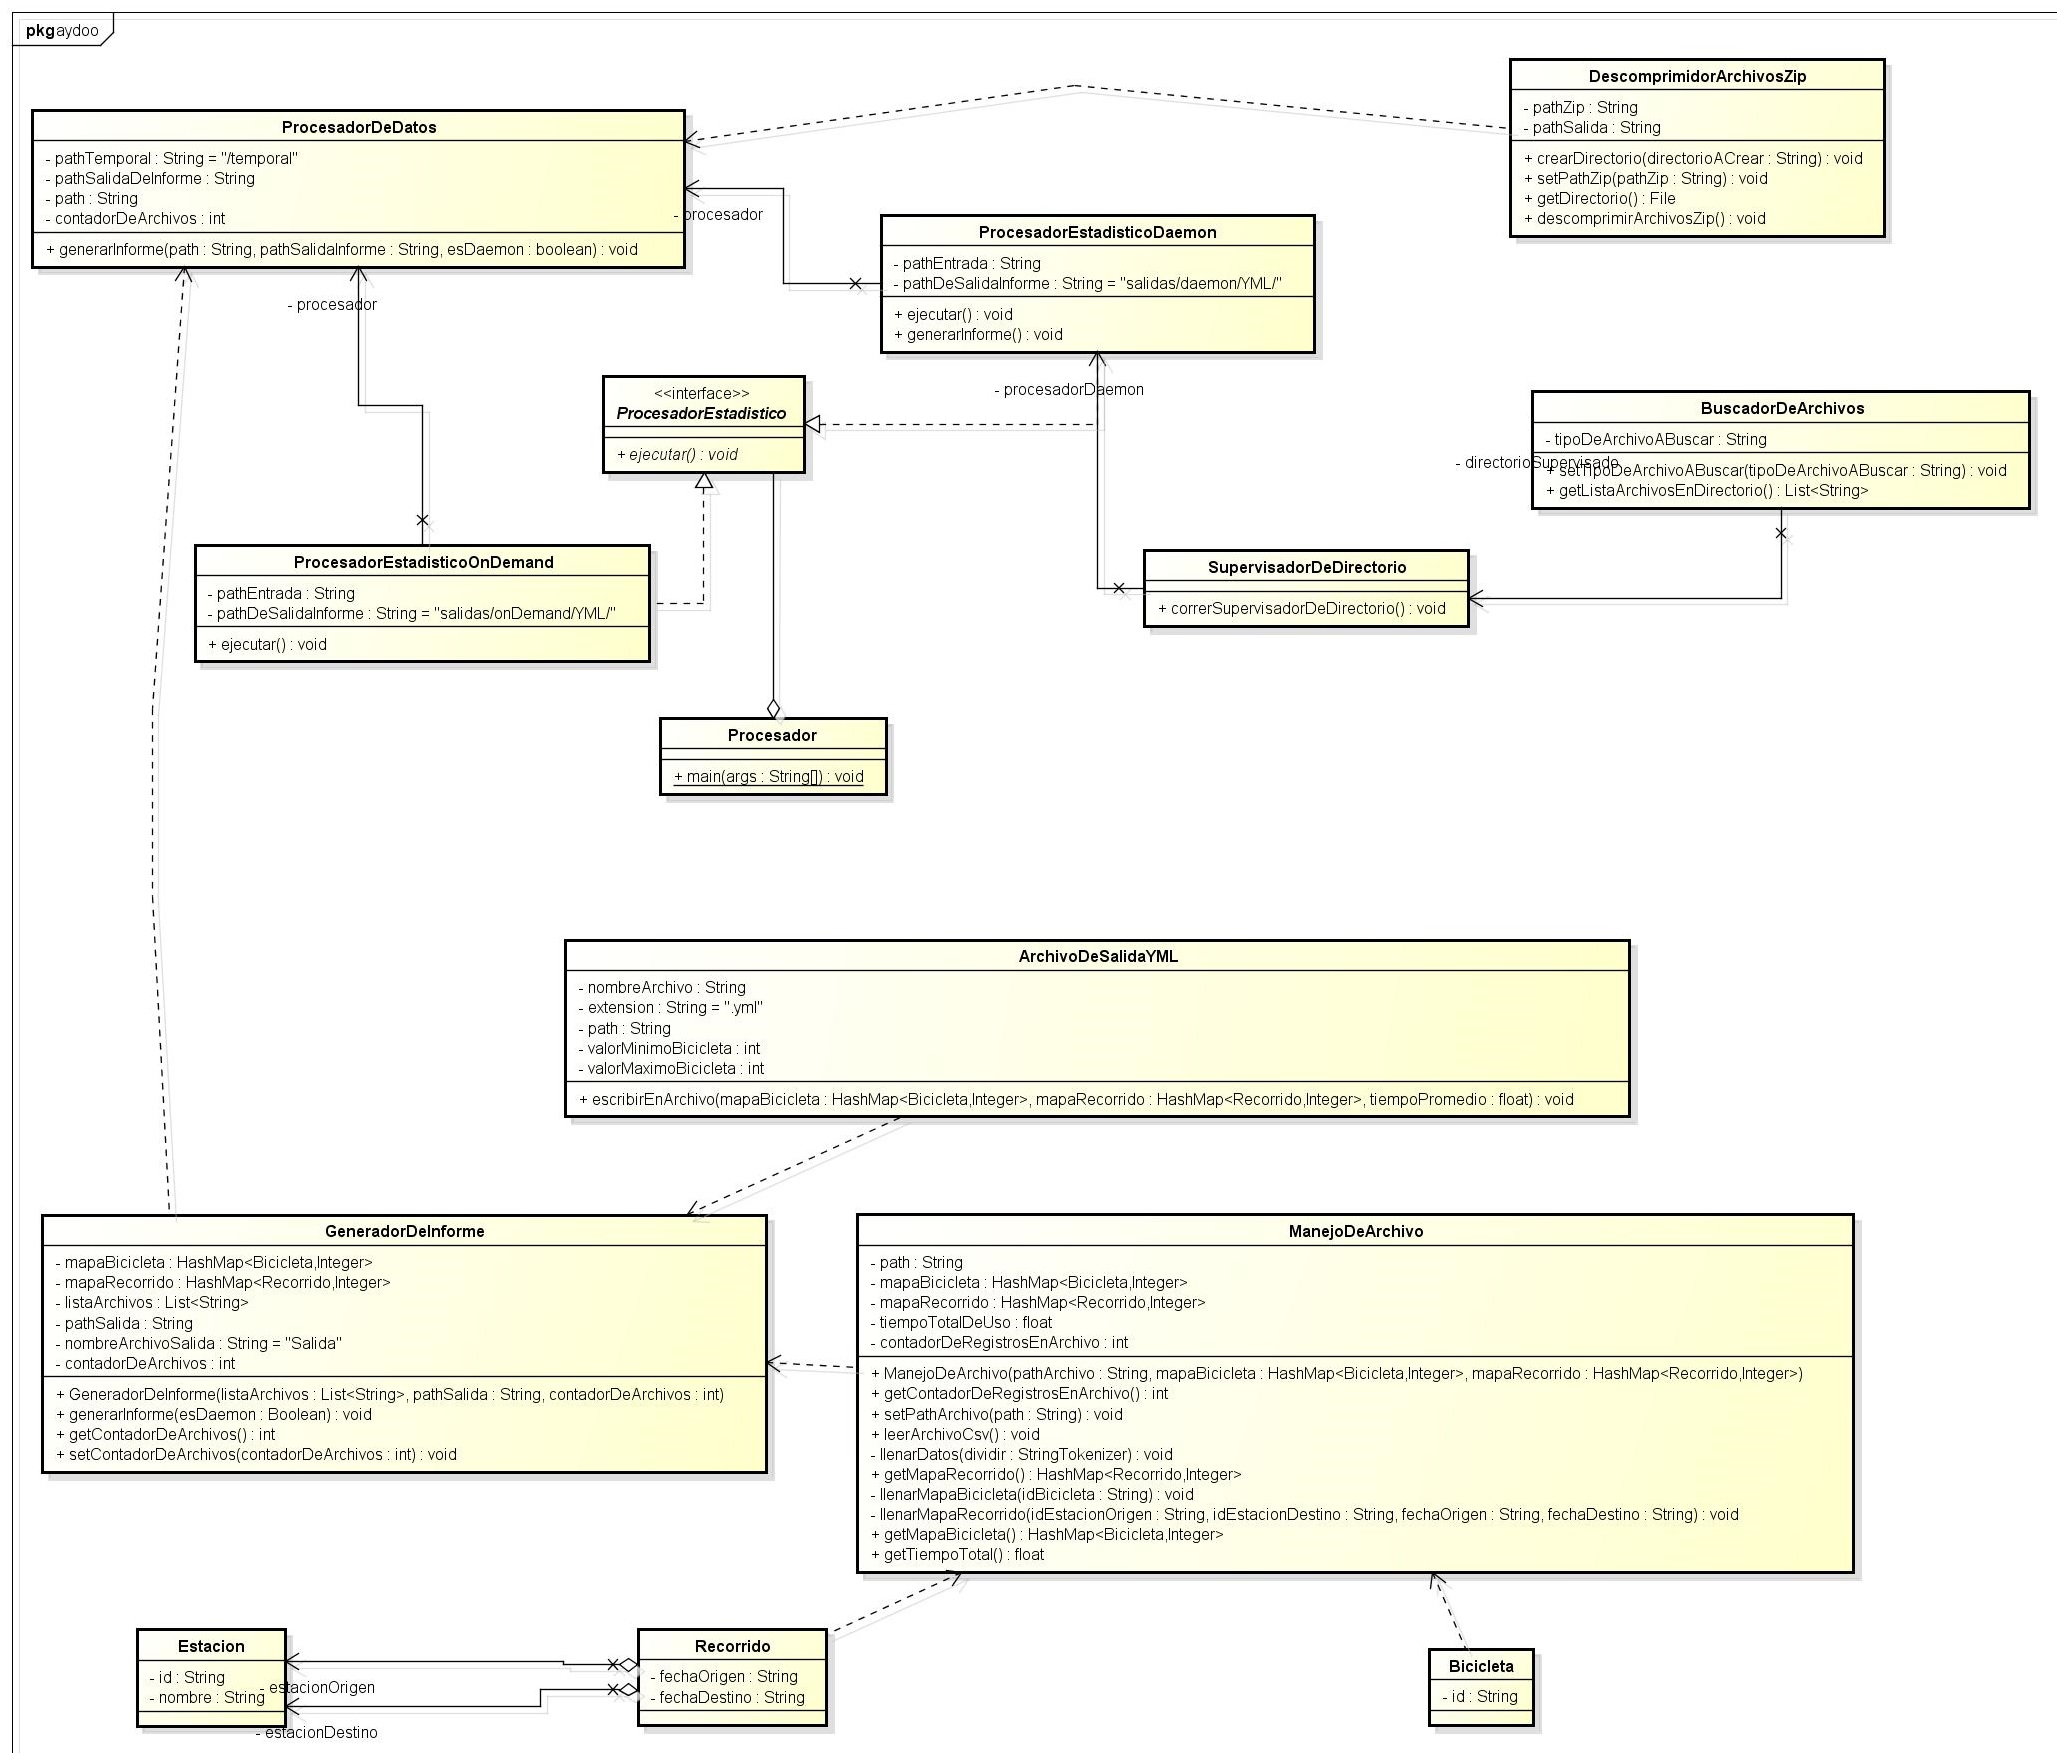 pkg aydoo
DescomprimidorArchivosZip
- pathZip : String
- pathSalida : String
+ crearDirectorio(directorioACrear : String) : void
+ setPathZip(pathZip : String) : void
+ getDirectorio() : File
+ descomprimirArchivosZip() : void
ProcesadorDeDatos
- pathTemporal : String = "/temporal"
- pathSalidaDeInforme : String
- path : String
- contadorDeArchivos : int
+ generarInforme(path : String, pathSalidaInforme : String, esDaemon : boolean) : void
- procesador
- procesador
ProcesadorEstadisticoDaemon
- pathEntrada : String
- pathDeSalidaInforme : String = "salidas/daemon/YML/"
+ ejecutar() : void
+ generarInforme() : void
- procesadorDaemon
<<interface>>
ProcesadorEstadistico
+ ejecutar() : void
BuscadorDeArchivos
- tipoDeArchivoABuscar : String
- directorioSupervisado
+ setTipoDeArchivoABuscar(tipoDeArchivoABuscar : String) : void
+ getListaArchivosEnDirectorio() : List<String>
ProcesadorEstadisticoOnDemand
- pathEntrada : String
- pathDeSalidaInforme : String = "salidas/onDemand/YML/"
+ ejecutar() : void
SupervisadorDeDirectorio
+ correrSupervisadorDeDirectorio() : void
Procesador
+ main(args : String[]) : void
ArchivoDeSalidaYML
- nombreArchivo : String
- extension : String = ".yml"
- path : String
- valorMinimoBicicleta : int
- valorMaximoBicicleta : int
+ escribirEnArchivo(mapaBicicleta : HashMap<Bicicleta,Integer>, mapaRecorrido : HashMap<Recorrido,Integer>, tiempoPromedio : float) : void
GeneradorDeInforme
- mapaBicicleta : HashMap<Bicicleta,Integer>
- mapaRecorrido : HashMap<Recorrido,Integer>
- listaArchivos : List<String>
- pathSalida : String
- nombreArchivoSalida : String = "Salida"
- contadorDeArchivos : int
+ GeneradorDeInforme(listaArchivos : List<String>, pathSalida : String, contadorDeArchivos : int)
+ generarInforme(esDaemon : Boolean) : void
+ getContadorDeArchivos() : int
+ setContadorDeArchivos(contadorDeArchivos : int) : void
ManejoDeArchivo
- path : String
- mapaBicicleta : HashMap<Bicicleta,Integer>
- mapaRecorrido : HashMap<Recorrido,Integer>
- tiempoTotalDeUso : float
- contadorDeRegistrosEnArchivo : int
+ ManejoDeArchivo(pathArchivo : String, mapaBicicleta : HashMap<Bicicleta,Integer>, mapaRecorrido : HashMap<Recorrido,Integer>)
+ getContadorDeRegistrosEnArchivo() : int
+ setPathArchivo(path : String) : void
+ leerArchivoCsv() : void
- llenarDatos(dividir : StringTokenizer) : void
+ getMapaRecorrido() : HashMap<Recorrido,Integer>
- llenarMapaBicicleta(idBicicleta : String) : void
- llenarMapaRecorrido(idEstacionOrigen : String, idEstacionDestino : String, fechaOrigen : String, fechaDestino : String) : void
+ getMapaBicicleta() : HashMap<Bicicleta,Integer>
+ getTiempoTotal() : float
Estacion
- id : String
- nombre : String
- estacionOrigen
- estacionDestino
Recorrido
- fechaOrigen : String
- fechaDestino : String
Bicicleta
- id : String